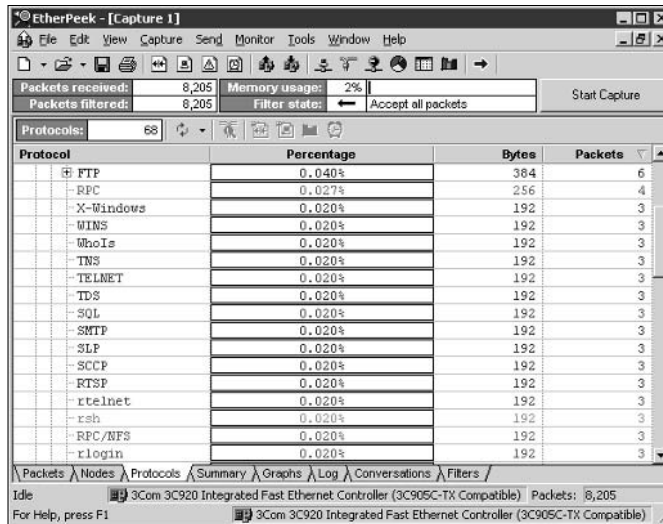 EtherPeek - [Capture 1]
File Edit View Capture Send Monitor Tools Window Help
Packets received: 8,205 Memory usage: 2%
Packets filtered: 8,205 Filter state: Accept all packets
Start Capture
Protocols: 68
Protocol Percentage Bytes Packets
FTP 0.040% 384 6
RPC 0.027% 256 4
X-Windows 0.020% 192 3
WINS 0.020% 192 3
WhoIs 0.020% 192 3
TNS 0.020% 192 3
TELNET 0.020% 192 3
TDS 0.020% 192 3
SQL 0.020% 192 3
SMTP 0.020% 192 3
SLP 0.020% 192 3
SCCP 0.020% 192 3
RTSP 0.020% 192 3
rtelnet 0.020% 192 3
rsh 0.020% 192 3
RPC/NFS 0.020% 192 3
rlogin 0.020% 192 3
Packets Nodes Protocols Summary Graphs Log Conversations Filters
Idle 3Com 3C920 Integrated Fast Ethernet Controller (3C905C-TX Compatible) Packets: 8,205
For Help, press F1 3Com 3C920 Integrated Fast Ethernet Controller (3C905C-TX Compatible)